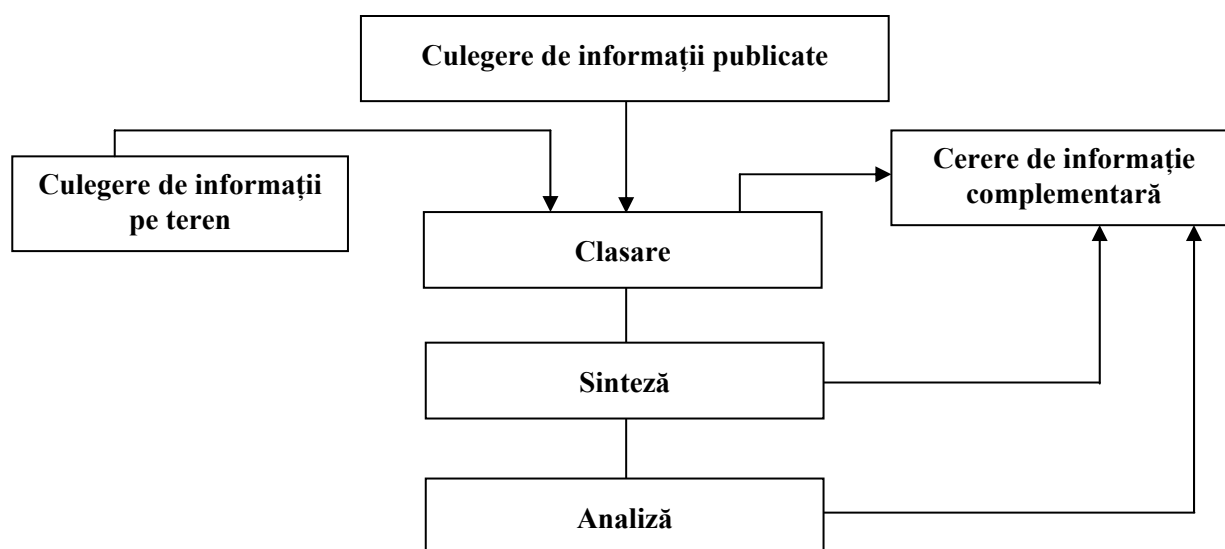 Culegere de informații publicate
Culegere de informații
pe teren
Cerere de informație
complementară
Clasare
Sinteză
Analiză